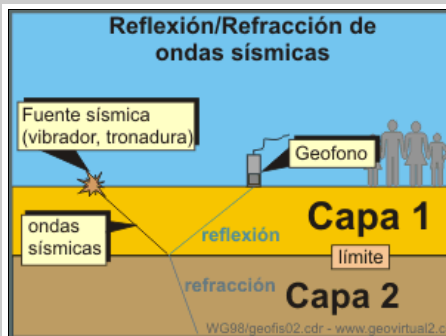 Reflexión/Refracción de
ondas sísmicas
Fuente sísmica
(vibrador, tronadura)
Geofono
Capa 1
ondas
sísmicas
reflexión
límite
refracción
Capa 2
WG98/geofis02.cdr - www.geovirtual2.c